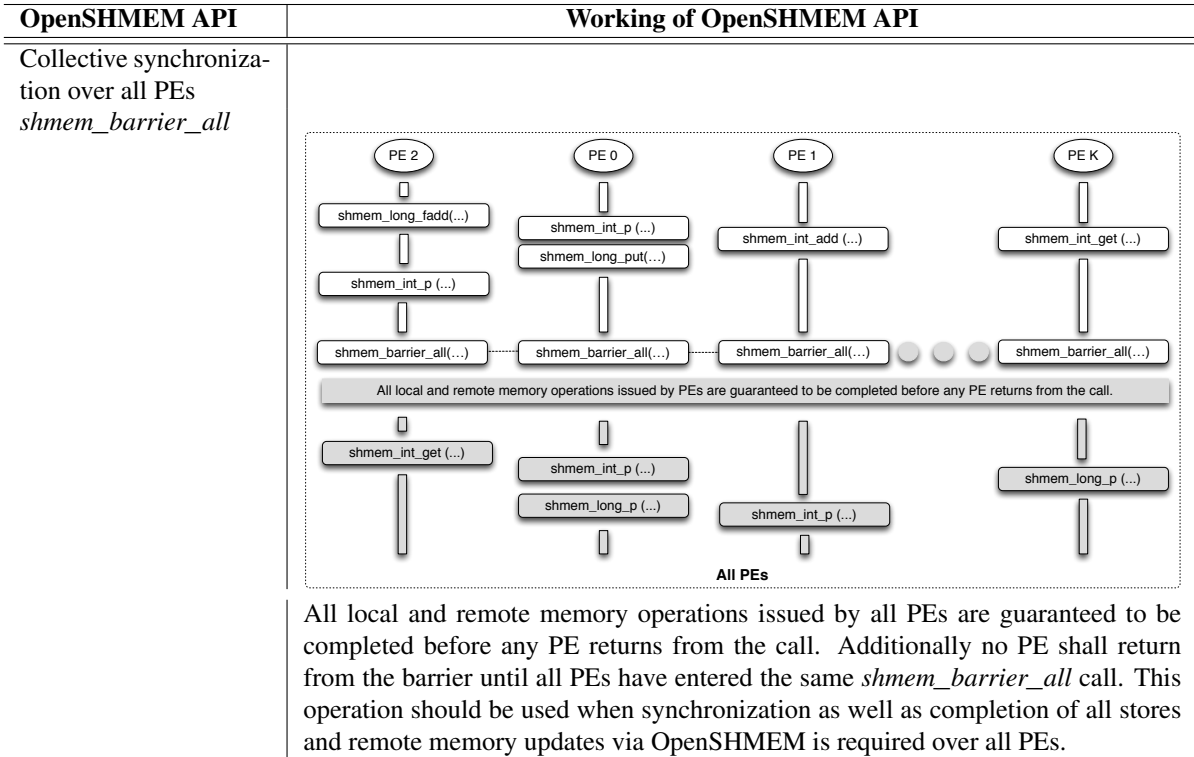 OpenSHMEM API Working of OpenSHMEM API
Collective synchroniza-
tion over all PEs
shmem_barrier_all
PE 2 PE 0 PE 1 PE K
shmem_long_fadd(...)
shmem_int_p (...)
shmem_int_add (...) shmem_int_get (...)
shmem_long_put(...)
shmem_int_p (...)
shmem_barrier_all(...) shmem_barrier_all(...) shmem_barrier_all(...) shmem_barrier_all(...)
All local and remote memory operations issued by PEs are guaranteed to be completed before any PE returns from the call.
shmem_int_get (...)
shmem_int_p (...)
shmem_long_p (...)
shmem_long_p (...)
shmem_int_p (...)
All PEs
All local and remote memory operations issued by all PEs are guaranteed to be
completed before any PE returns from the call. Additionally no PE shall return
from the barrier until all PEs have entered the same shmem_barrier_all call. This
operation should be used when synchronization as well as completion of all stores
and remote memory updates via OpenSHMEM is required over all PEs.